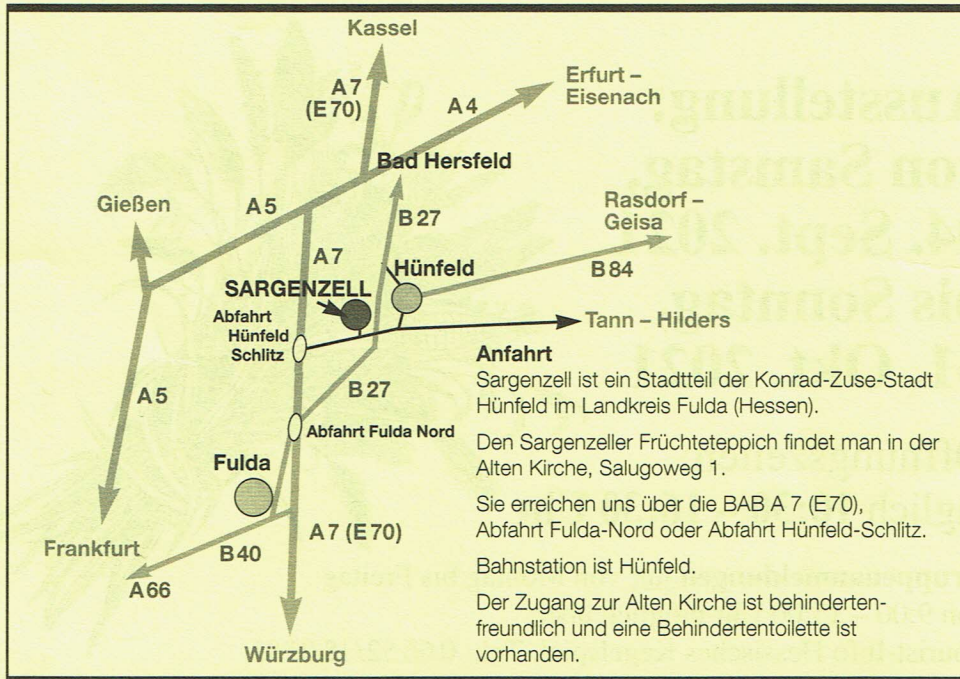 Kassel
A 7
(E 70)
A 4
Erfurt –
Eisenach
Bad Hersfeld
Gießen
A 5
B 27
Rasdorf –
Geisa
A 7
Hünfeld
B 84
SARGENZELL
Abfahrt
Hünfeld
Schlitz
Tann – Hilders
A 5
B 27
Abfahrt Fulda Nord
Fulda
A 7 (E 70)
Frankfurt
B 40
A 66
Würzburg
Anfahrt
Sargenzell ist ein Stadtteil der Konrad-Zuse-Stadt
Hünfeld im Landkreis Fulda (Hessen).
Den Sargenzeller Früchteteppich findet man in der
Alten Kirche, Salugoweg 1.
Sie erreichen uns über die BAB A 7 (E70),
Abfahrt Fulda-Nord oder Abfahrt Hünfeld-Schlitz.
Bahnstation ist Hünfeld.
Der Zugang zur Alten Kirche ist behinderten-
freundlich und eine Behindertentoilette ist
vorhanden.